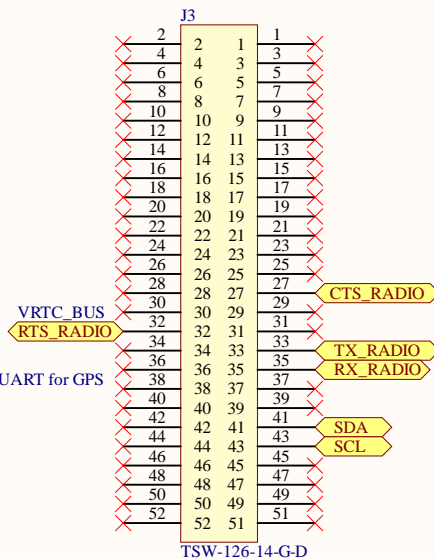 J3
2 2 1 1
4 4 3 3
6 6 5 5
8 8 7 7
10 10 9 9
12 12 11 11
14 14 13 13
16 16 15 15
18 18 17 17
20 20 19 19
22 22 21 21
24 24 23 23
26 26 25 25
28 28 27 27 CTS_RADIO
VRTC_BUS 30 30 29 29
RTS_RADIO 32 32 31 31
34 34 33 33 TX_RADIO
36 36 35 35 RX_RADIO
UART for GPS 38 38 37 37
40 40 39 39
42 42 41 41 SDA
44 44 43 43 SCL
46 46 45 45
48 48 47 47
50 50 49 49
52 52 51 51
TSW-126-14-G-D